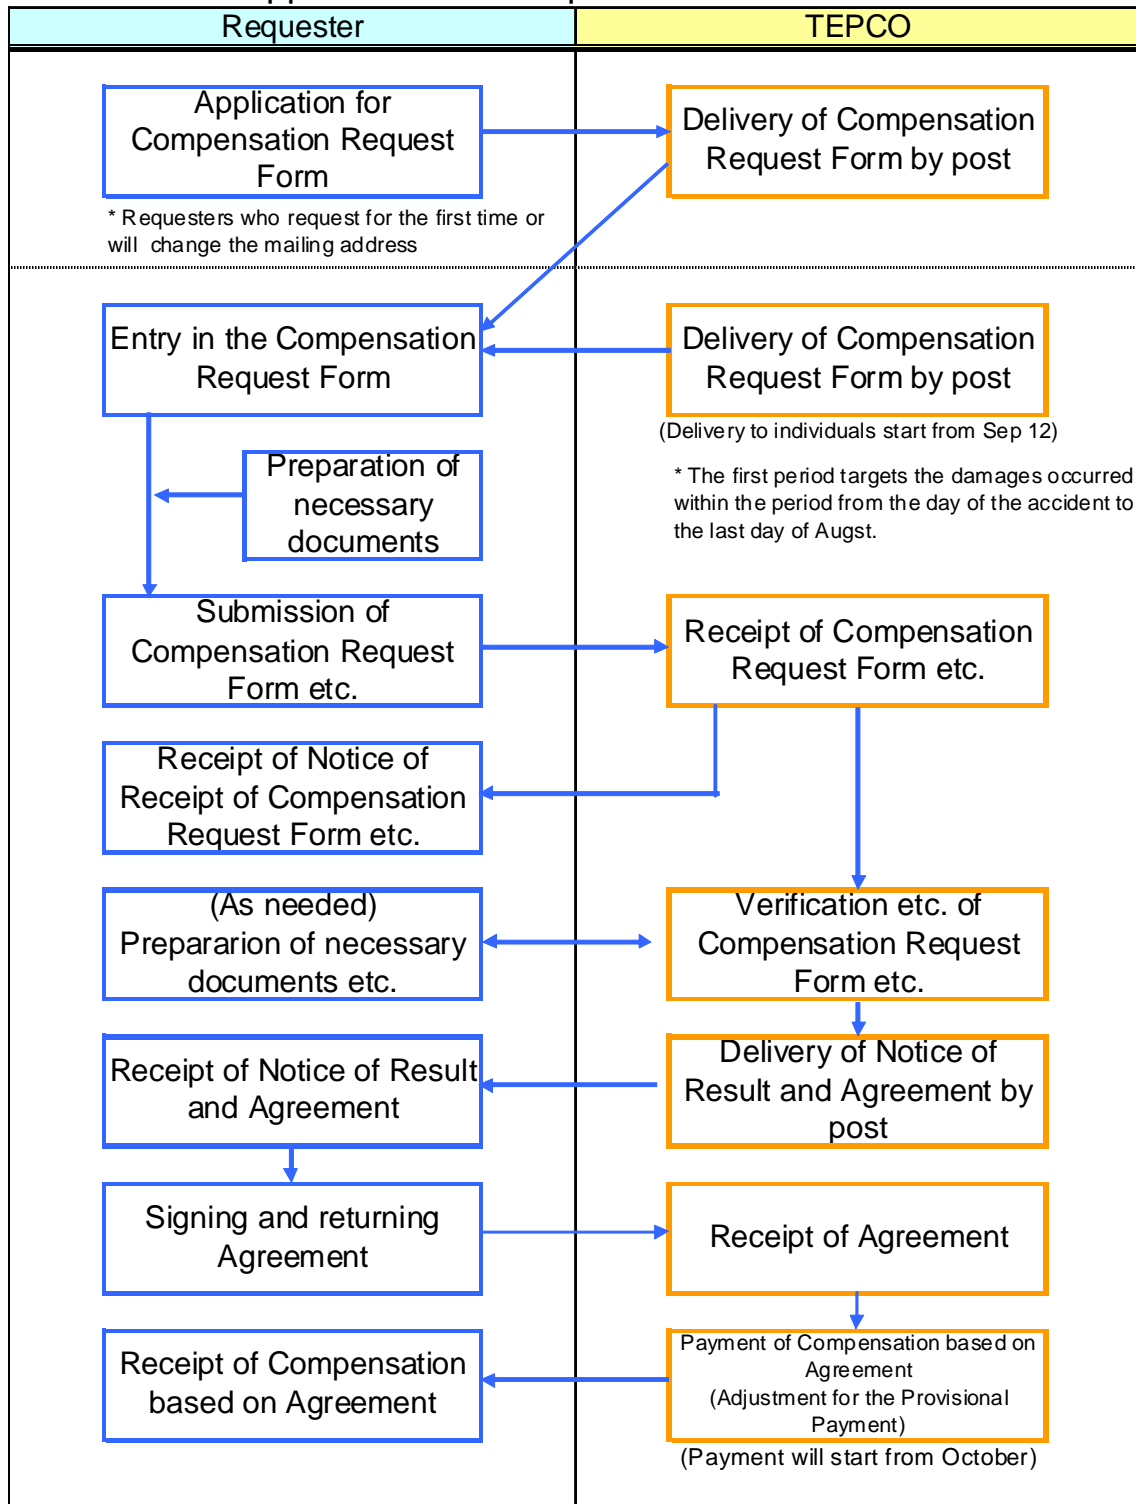 Requester
TEPCO
Application for
Compensation Request
Form
Delivery of Compensation
Request Form by post
* Requesters who request for the first time or
will change the mailing address
Entry in the Compensation
Request Form
Delivery of Compensation
Request Form by post
(Delivery to individuals start from Sep 12)
Preparation of
necessary
documents
* The first period targets the damages occurred
within the period from the day of the accident to
the last day of Augst.
Submission of
Compensation Request
Form etc.
Receipt of Compensation
Request Form etc.
Receipt of Notice of
Receipt of Compensation
Request Form etc.
(As needed)
Prepararion of necessary
documents etc.
Verification etc. of
Compensation Request
Form etc.
Receipt of Notice of Result
and Agreement
Delivery of Notice of
Result and Agreement by
post
Signing and returning
Agreement
Receipt of Agreement
Receipt of Compensation
based on Agreement
Payment of Compensation based on
Agreement
(Adjustment for the Provisional
Payment)
(Payment will start from October)